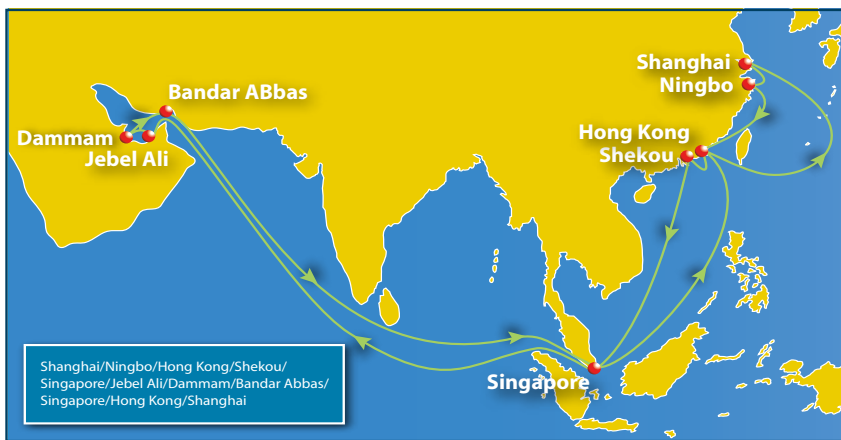 Shanghai
Ningbo
Bandar ABbas
Hong Kong
Dammam
Shekou
Jebel Ali
Singapore
Shanghai/Ningbo/Hong Kong/Shekou/
Singapore/Jebel Ali/Dammam/Bandar Abbas/
Singapore/Hong Kong/Shanghai